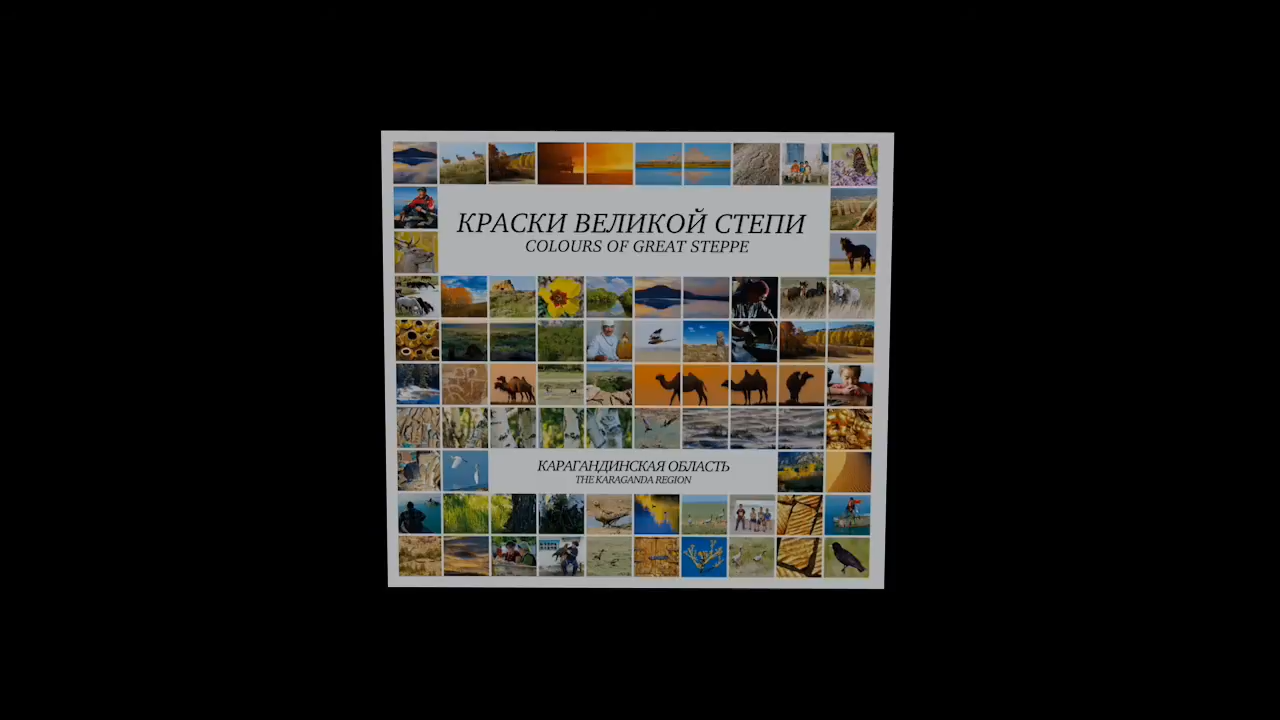 КРАСКИ ВЕЛИКОЙ СТЕПИ
COLOURS OF GREAT STEPPE
КАРАГАНДИНСКАЯ ОБЛАСТЬ
THE KARAGANDA REGION